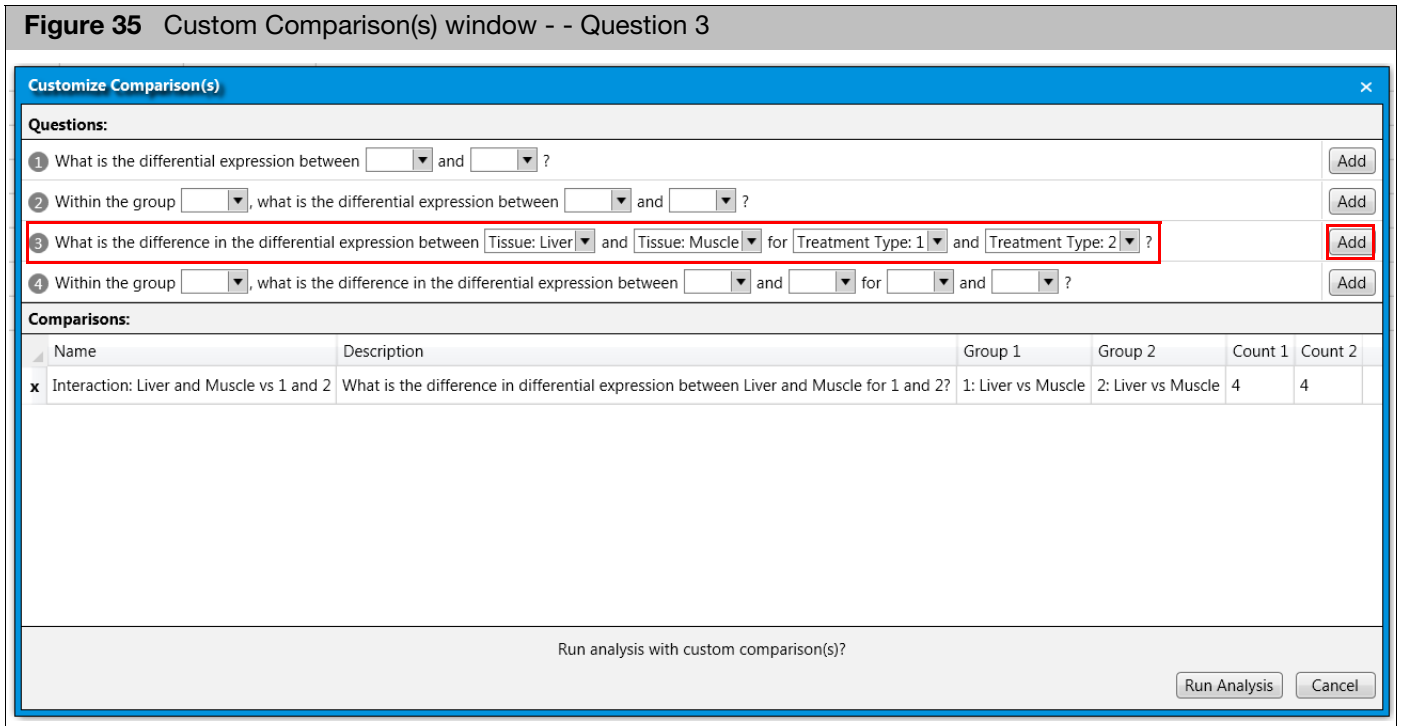 Figure 35 Custom Comparison(s) window - - Question 3
Customize Comparison(s) ×
Questions:
1 What is the differential expression between and ? Add
2 Within the group , what is the differential expression between and ? Add
3 What is the difference in the differential expression between Tissue: Liver and Tissue: Muscle for Treatment Type: 1 and Treatment Type: 2 ? Add
4 Within the group , what is the difference in the differential expression between and for and ? Add
Comparisons:
Name Description Group 1 Group 2 Count 1 Count 2
x Interaction: Liver and Muscle vs 1 and 2 What is the difference in differential expression between Liver and Muscle for 1 and 2? 1: Liver vs Muscle 2: Liver vs Muscle 4 4
Run analysis with custom comparison(s)?
Run Analysis Cancel